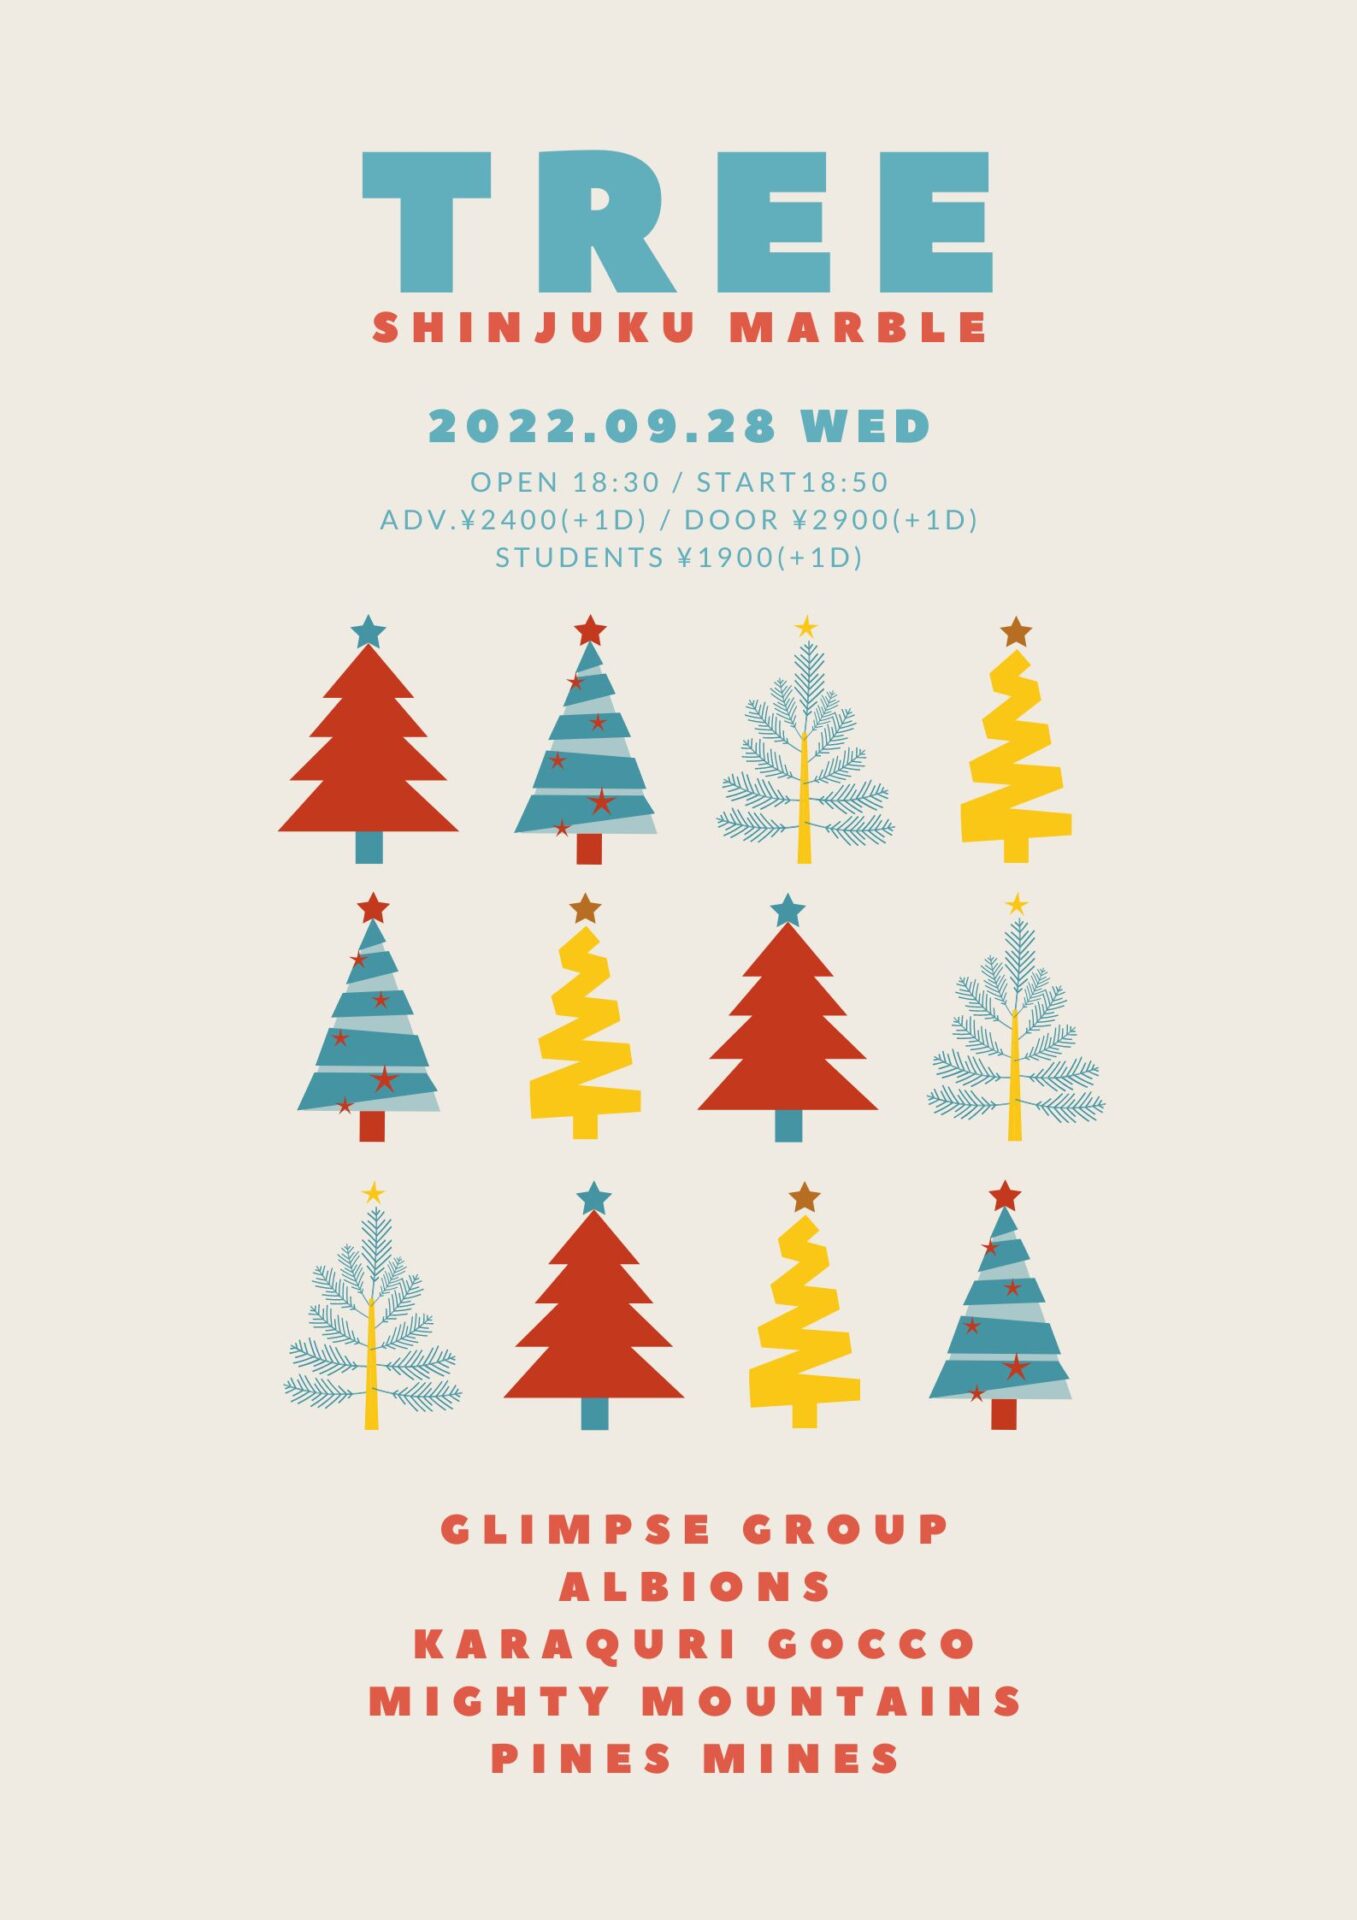 TREE
SHINJUKU MARBLE
2022.09.28 WED
OPEN 18:30 / START18:50
ADV.¥2400(+1D) / DOOR ¥2900(+1D)
STUDENTS ¥1900(+1D)
GLIMPSE GROUP
ALBIONS
KARAQURI GOCCO
MIGHTY MOUNTAINS
PINES MINES